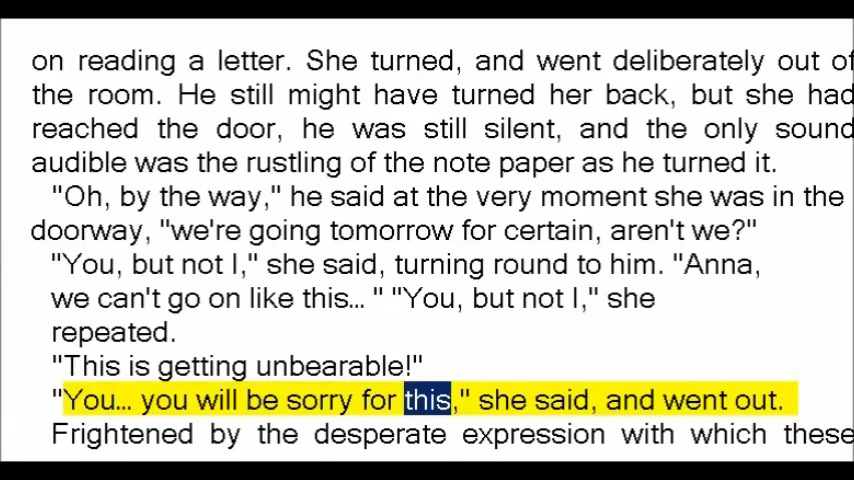 on reading a letter. She turned, and went deliberately out of
the room. He still might have turned her back, but she had
reached the door, he was still silent, and the only sound
audible was the rustling of the note paper as he turned it.
"Oh, by the way," he said at the very moment she was in the
doorway, "we're going tomorrow for certain, aren't we?"
"You, but not I," she said, turning round to him. "Anna,
we can't go on like this… " "You, but not I," she
repeated.
"This is getting unbearable!"
"You… you will be sorry for this," she said, and went out.
Frightened by the desperate expression with which these